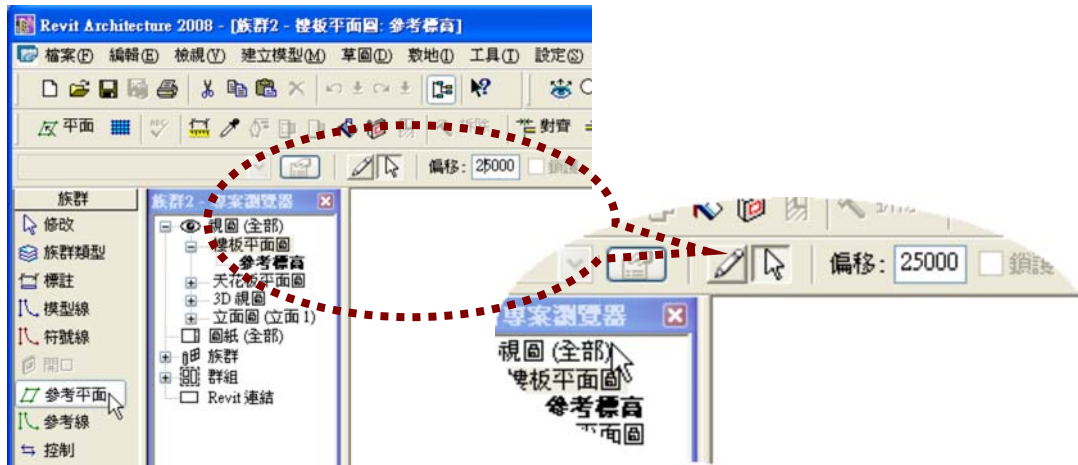 Revit Architecture 2008 - [族群2 - 樓板平面圖: 參考標高]
檔案(F) 編輯(E) 檢視(V) 建立模型(M) 草圖(D) 敷地(I) 工具(T) 設定(S)
平面 對齊
偏移: 25000
族群
修改
族群類型
標註
模型線
符號線
開口
參考平面
參考線
控制
族群2 - 專案瀏覽器
視圖 (全部)
樓板平面圖
參考標高
天花板平面圖
3D 視圖
立面圖 (立面 1)
圖紙 (全部)
族群
群組
Revit 連結
偏移: 25000
專案瀏覽器
視圖 (全部)
樓板平面圖
參考標高
平面圖